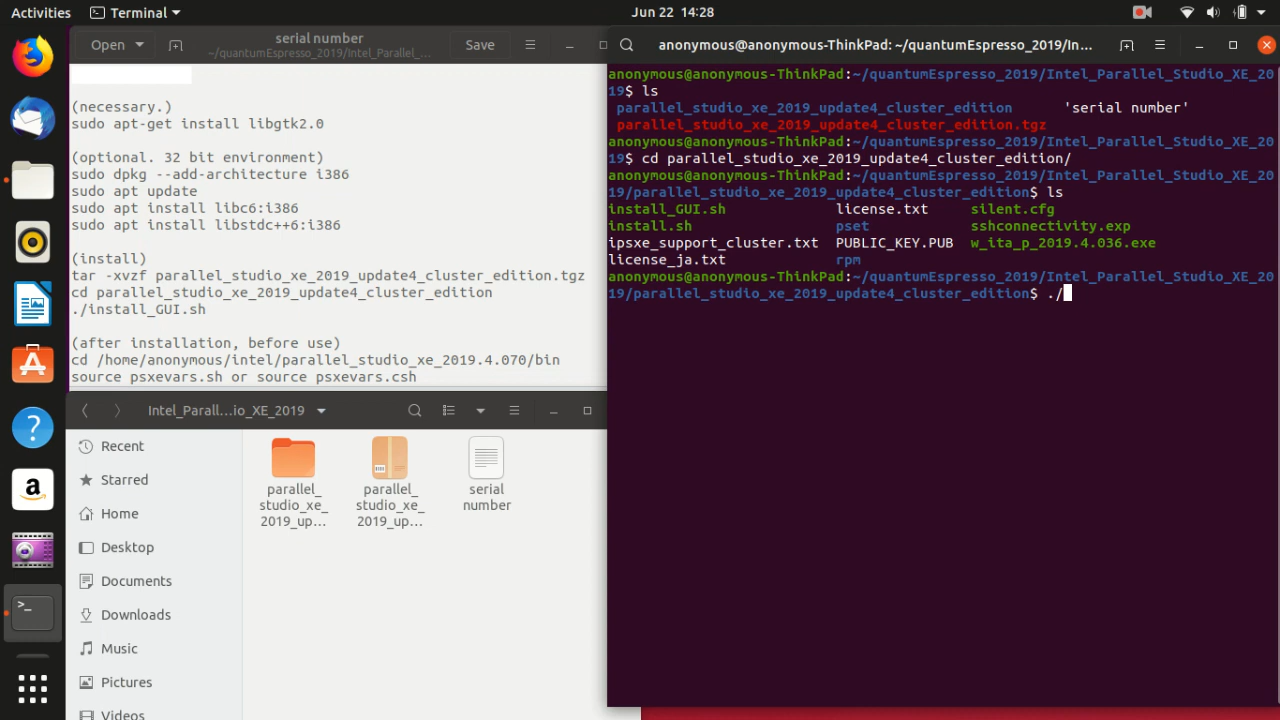 Activities
Terminal
Jun 22 14:28
Open
serial number
~/quantumEspresso_2019/Intel_Parallel_...
Save
(necessary.)
sudo apt-get install libgtk2.0
(optional. 32 bit environment)
sudo dpkg --add-architecture i386
sudo apt update
sudo apt install libc6:i386
sudo apt install libstdc++6:i386
(install)
tar -xvzf parallel_studio_xe_2019_update4_cluster_edition.tgz
cd parallel_studio_xe_2019_update4_cluster_edition
./install_GUI.sh
(after installation, before use)
cd /home/anonymous/intel/parallel_studio_xe_2019.4.070/bin
source psxevars.sh or source psxevars.csh
Intel_Parall...io_XE_2019
Recent
Starred
Home
Desktop
Documents
Downloads
Music
Pictures
Videos
parallel_
studio_xe_
2019_up...
parallel_
studio_xe_
2019_up...
serial
number
anonymous@anonymous-ThinkPad: ~/quantumEspresso_2019/In...
anonymous@anonymous-ThinkPad:~/quantumEspresso_2019/Intel_Parallel_Studio_XE_20
19$ ls
parallel_studio_xe_2019_update4_cluster_edition 'serial number'
parallel_studio_xe_2019_update4_cluster_edition.tgz
anonymous@anonymous-ThinkPad:~/quantumEspresso_2019/Intel_Parallel_Studio_XE_20
19$ cd parallel_studio_xe_2019_update4_cluster_edition/
anonymous@anonymous-ThinkPad:~/quantumEspresso_2019/Intel_Parallel_Studio_XE_20
19/parallel_studio_xe_2019_update4_cluster_edition$ ls
install_GUI.sh license.txt silent.cfg
install.sh pset sshconnectivity.exp
ipsxe_support_cluster.txt PUBLIC_KEY.PUB w_ita_p_2019.4.036.exe
license_ja.txt rpm
anonymous@anonymous-ThinkPad:~/quantumEspresso_2019/Intel_Parallel_Studio_XE_20
19/parallel_studio_xe_2019_update4_cluster_edition$ ./